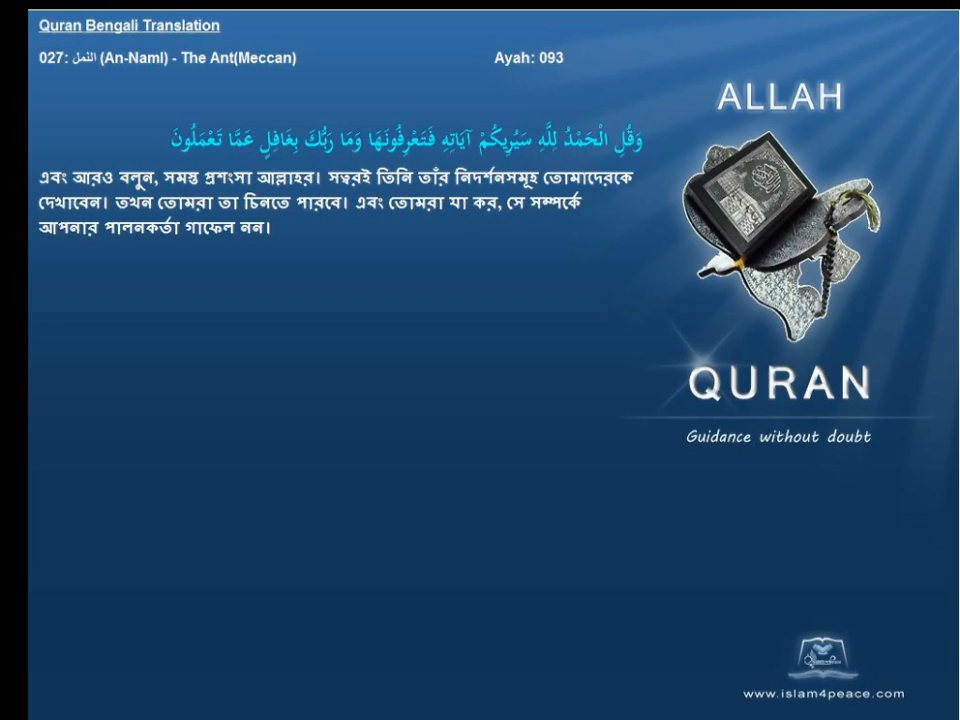 Quran Bengali Translation
027: النمل (An-Naml) - The Ant(Meccan) Ayah: 093
ALLAH
وَقُلِ الْحَمْدُ لِلَّهِ سَيُرِيكُمْ آيَاتِهِ فَتَعْرِفُونَهَا وَمَا رَبُّكَ بِغَافِلٍ عَمَّا تَعْمَلُونَ
এবং আরও বলুন, সমস্ত প্রশংসা আল্লাহর। সত্বরই তিনি তাঁর নিদর্শনসমূহ তোমাদেরকে
দেখাবেন। তখন তোমরা তা চিনতে পারবে। এবং তোমরা যা কর, সে সম্পর্কে
আপনার পালনকর্তা গাফেল নন।
QURAN
Guidance without doubt
www.islam4peace.com